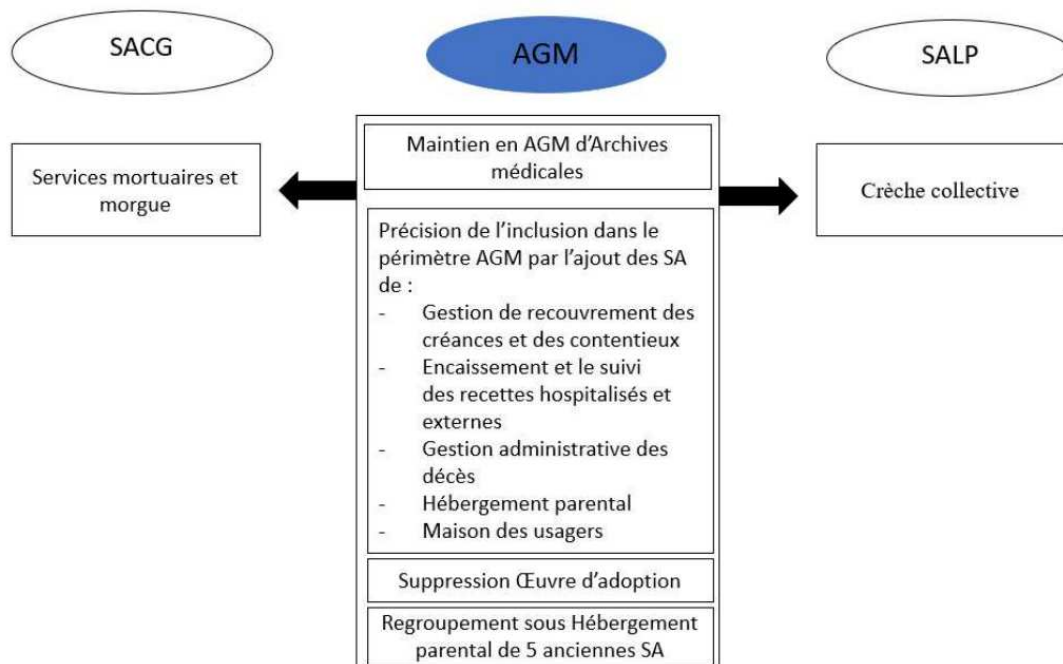 SACG
AGM
SALP
Services mortuaires et
morgue
Maintien en AGM d’Archives
médicales
Crèche collective
Précision de l’inclusion dans le
périmètre AGM par l’ajout des SA
de :
- Gestion de recouvrement des
créances et des contentieux
- Encaissement et le suivi
des recettes hospitalisés et
externes
- Gestion administrative des
décès
- Hébergement parental
- Maison des usagers
Suppression Œuvre d’adoption
Regroupement sous Hébergement
parental de 5 anciennes SA